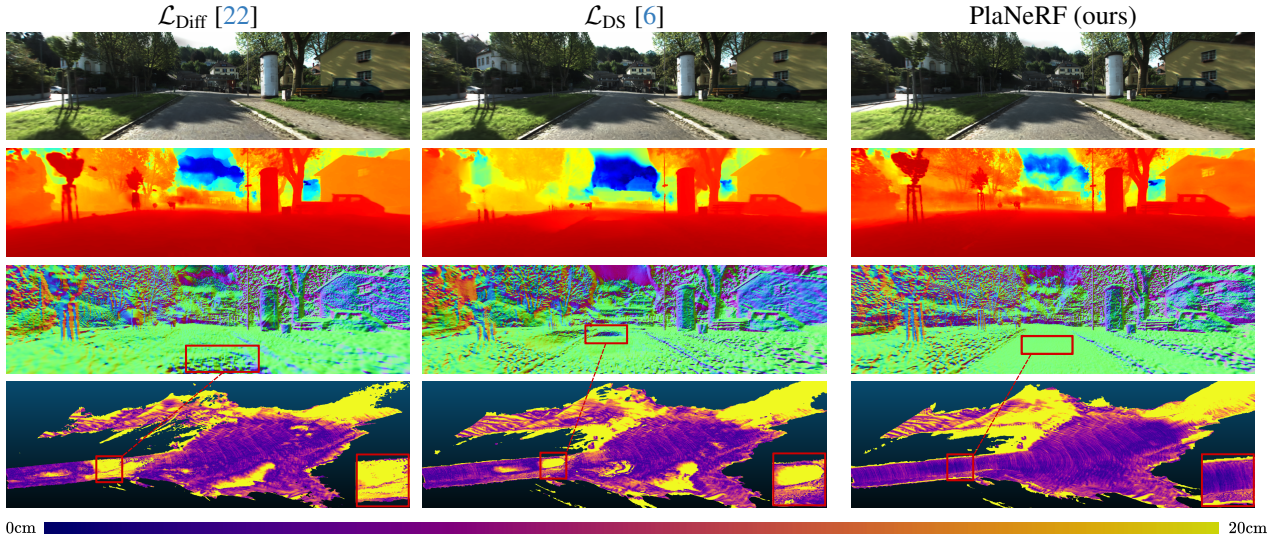 ℒ_Diff [22] ℒ_DS [6] PlaNeRF (ours)
0cm 20cm